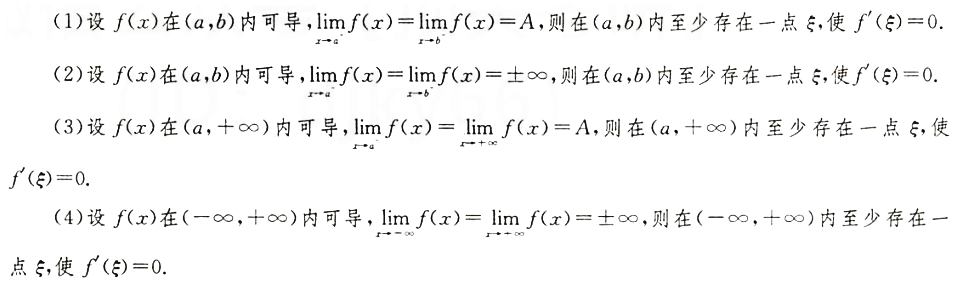 (1)设 f(x)在(a,b)内可导,lim_{x→a⁺}f(x)=lim_{x→b⁻}f(x)=A,则在(a,b)内至少存在一点 ξ,使 f′(ξ)=0.
(2)设 f(x)在(a,b)内可导,lim_{x→a⁺}f(x)=lim_{x→b⁻}f(x)=±∞,则在(a,b)内至少存在一点 ξ,使f′(ξ)=0.
(3)设 f(x)在(a,+∞)内可导,lim_{x→a⁺}f(x)=lim_{x→+∞}f(x)=A,则在(a,+∞)内至少存在一点 ξ,使
f′(ξ)=0.
(4)设 f(x)在(-∞,+∞)内可导,lim_{x→-∞}f(x)=lim_{x→+∞}f(x)=±∞,则在(-∞,+∞)内至少存在一
点 ξ,使 f′(ξ)=0.